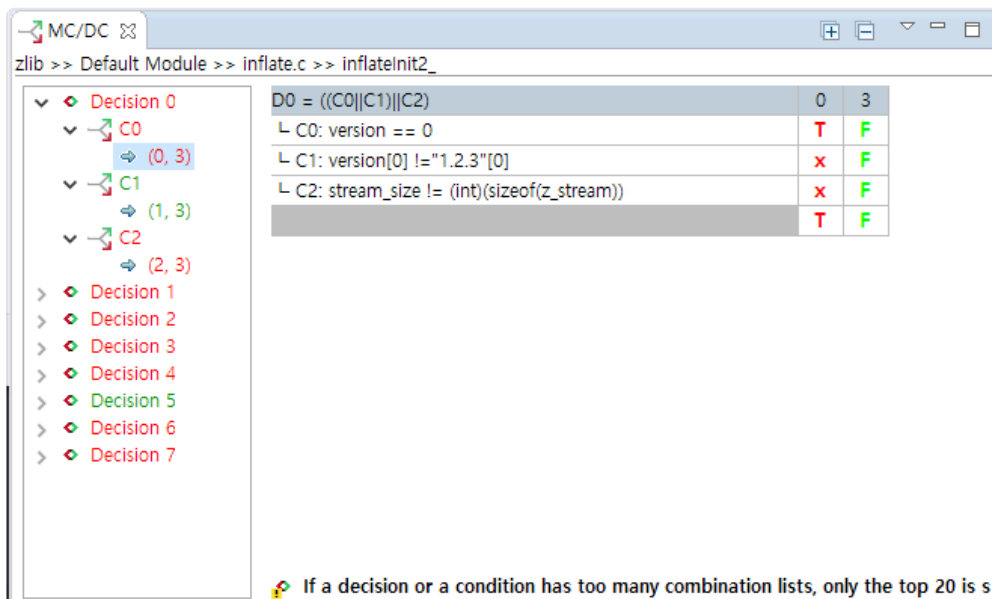 MC/DC
zlib >> Default Module >> inflate.c >> inflateInit2_
Decision 0
C0
(0, 3)
C1
(1, 3)
C2
(2, 3)
Decision 1
Decision 2
Decision 3
Decision 4
Decision 5
Decision 6
Decision 7
D0 = ((C0||C1)||C2) 0 3
┗ C0: version == 0 T F
┗ C1: version[0] !="1.2.3"[0] x F
┗ C2: stream_size != (int)(sizeof(z_stream)) x F
T F
If a decision or a condition has too many combination lists, only the top 20 is s